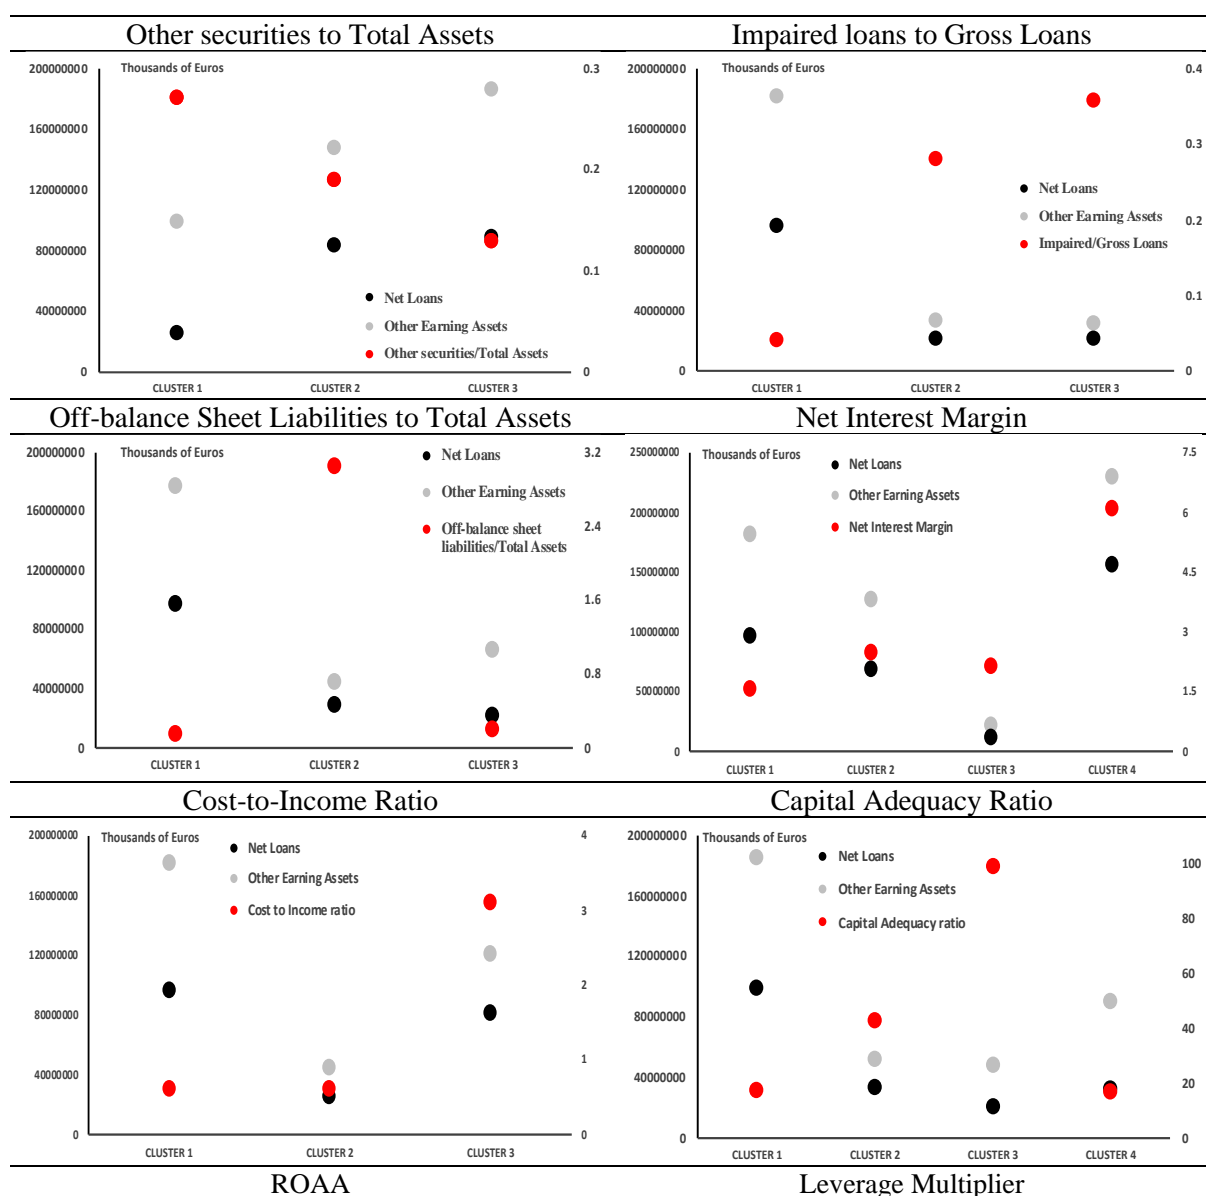 Other securities to Total Assets
Impaired loans to Gross Loans
Thousands of Euros
200000000
160000000
120000000
80000000
40000000
0
0.3
0.2
0.1
0
Net Loans
Other Earning Assets
Other securities/Total Assets
CLUSTER 1
CLUSTER 2
CLUSTER 3
Thousands of Euros
200000000
160000000
120000000
80000000
40000000
0
0.4
0.3
0.2
0.1
0
Net Loans
Other Earning Assets
Impaired/Gross Loans
CLUSTER 1
CLUSTER 2
CLUSTER 3
Off-balance Sheet Liabilities to Total Assets
Net Interest Margin
Thousands of Euros
200000000
160000000
120000000
80000000
40000000
0
3.2
2.4
1.6
0.8
0
Net Loans
Other Earning Assets
Off-balance sheet
liabilities/Total Assets
CLUSTER 1
CLUSTER 2
CLUSTER 3
Thousands of Euros
250000000
200000000
150000000
100000000
50000000
0
7.5
6
4.5
3
1.5
0
Net Loans
Other Earning Assets
Net Interest Margin
CLUSTER 1
CLUSTER 2
CLUSTER 3
CLUSTER 4
Cost-to-Income Ratio
Capital Adequacy Ratio
Thousands of Euros
200000000
160000000
120000000
80000000
40000000
0
4
3
2
1
0
Net Loans
Other Earning Assets
Cost to Income ratio
CLUSTER 1
CLUSTER 2
CLUSTER 3
Thousands of Euros
200000000
160000000
120000000
80000000
40000000
0
100
80
60
40
20
0
Net Loans
Other Earning Assets
Capital Adequacy ratio
CLUSTER 1
CLUSTER 2
CLUSTER 3
CLUSTER 4
ROAA
Leverage Multiplier